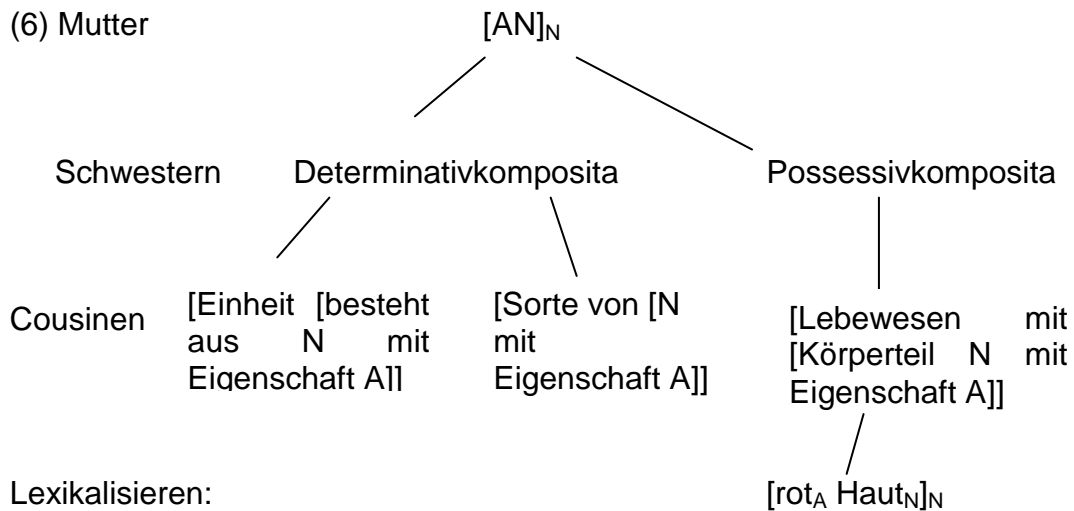 (6) Mutter [AN]N
Schwestern Determinativkomposita Possessivkomposita
Cousinen
[Einheit [besteht
aus N mit
Eigenschaft A]]
[Sorte von [N
mit
Eigenschaft A]]
[Lebewesen mit
[Körperteil N mit
Eigenschaft A]]
Lexikalisieren: [rotA HautN]N